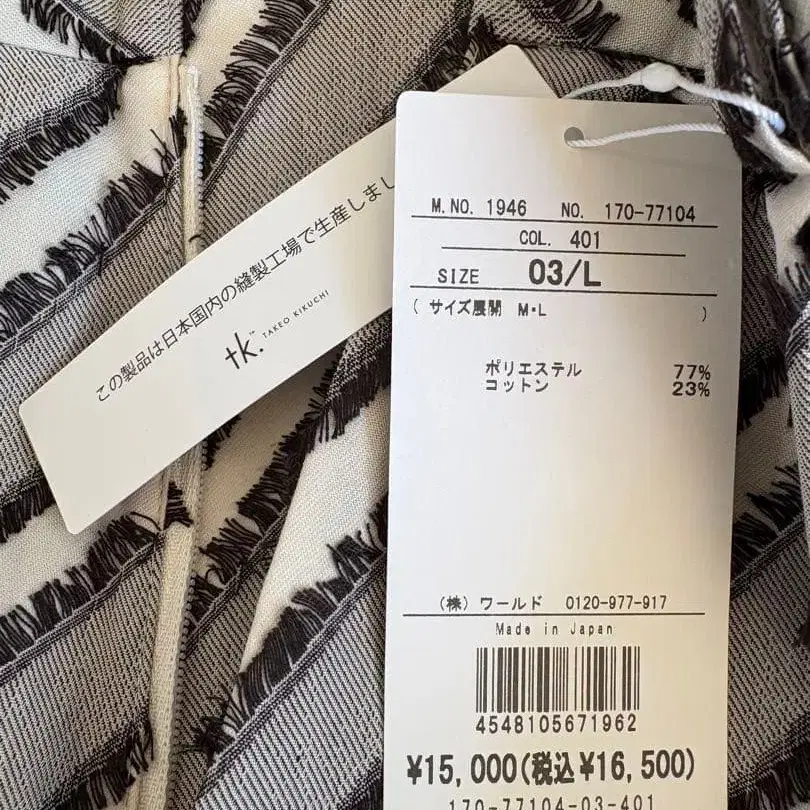 この製品は日本国内の縫製工場で生産しまし
tk.™ TAKEO KIKUCHI
M.NO. 1946 NO. 170-77104
COL. 401
SIZE 03/L
( サイズ展開 M・L )
ポリエステル 77%
コットン 23%
(株) ワールド 0120-977-917
Made in Japan
4548105671962
¥15,000(税込¥16,500)
170-77104-03-401